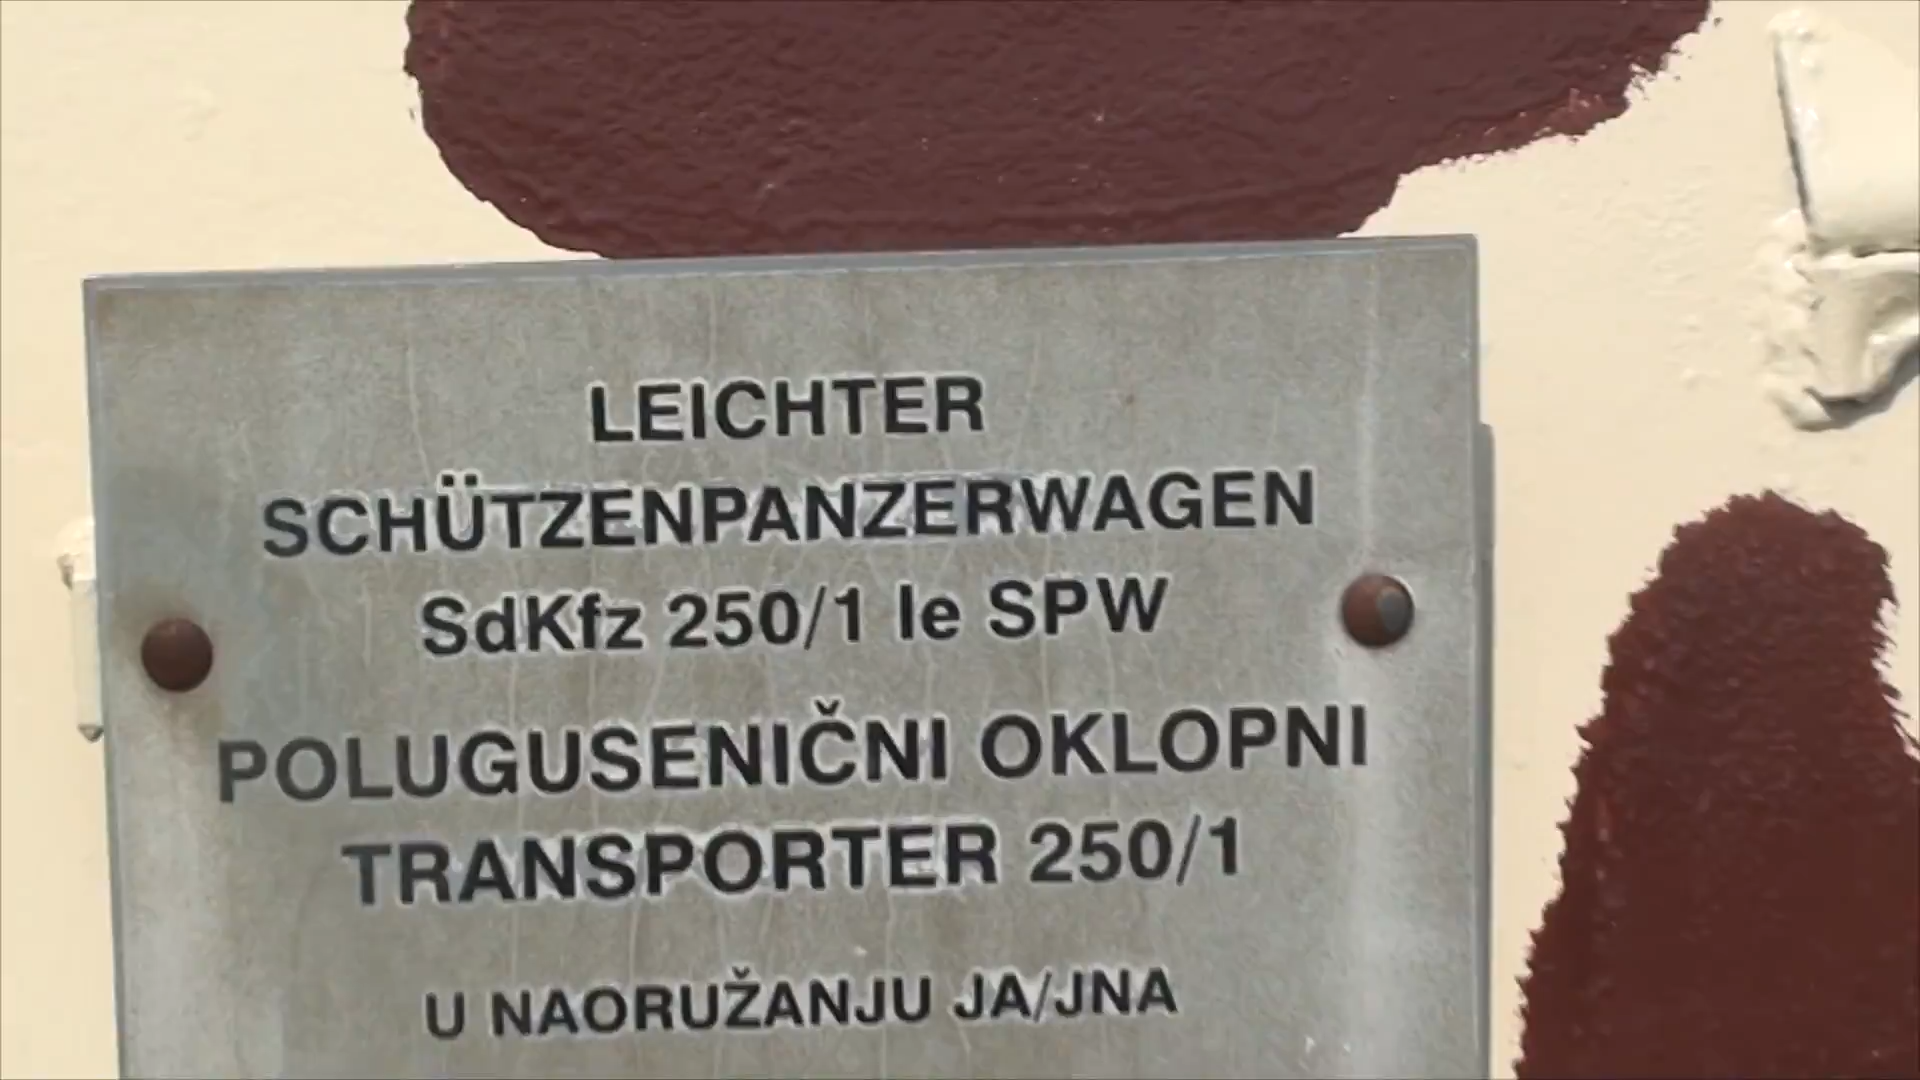 LEICHTER
SCHÜTZENPANZERWAGEN
SdKfz 250/1 le SPW
POLUGUSENIČNI OKLOPNI
TRANSPORTER 250/1
U NAORUŽANJU JA/JNA